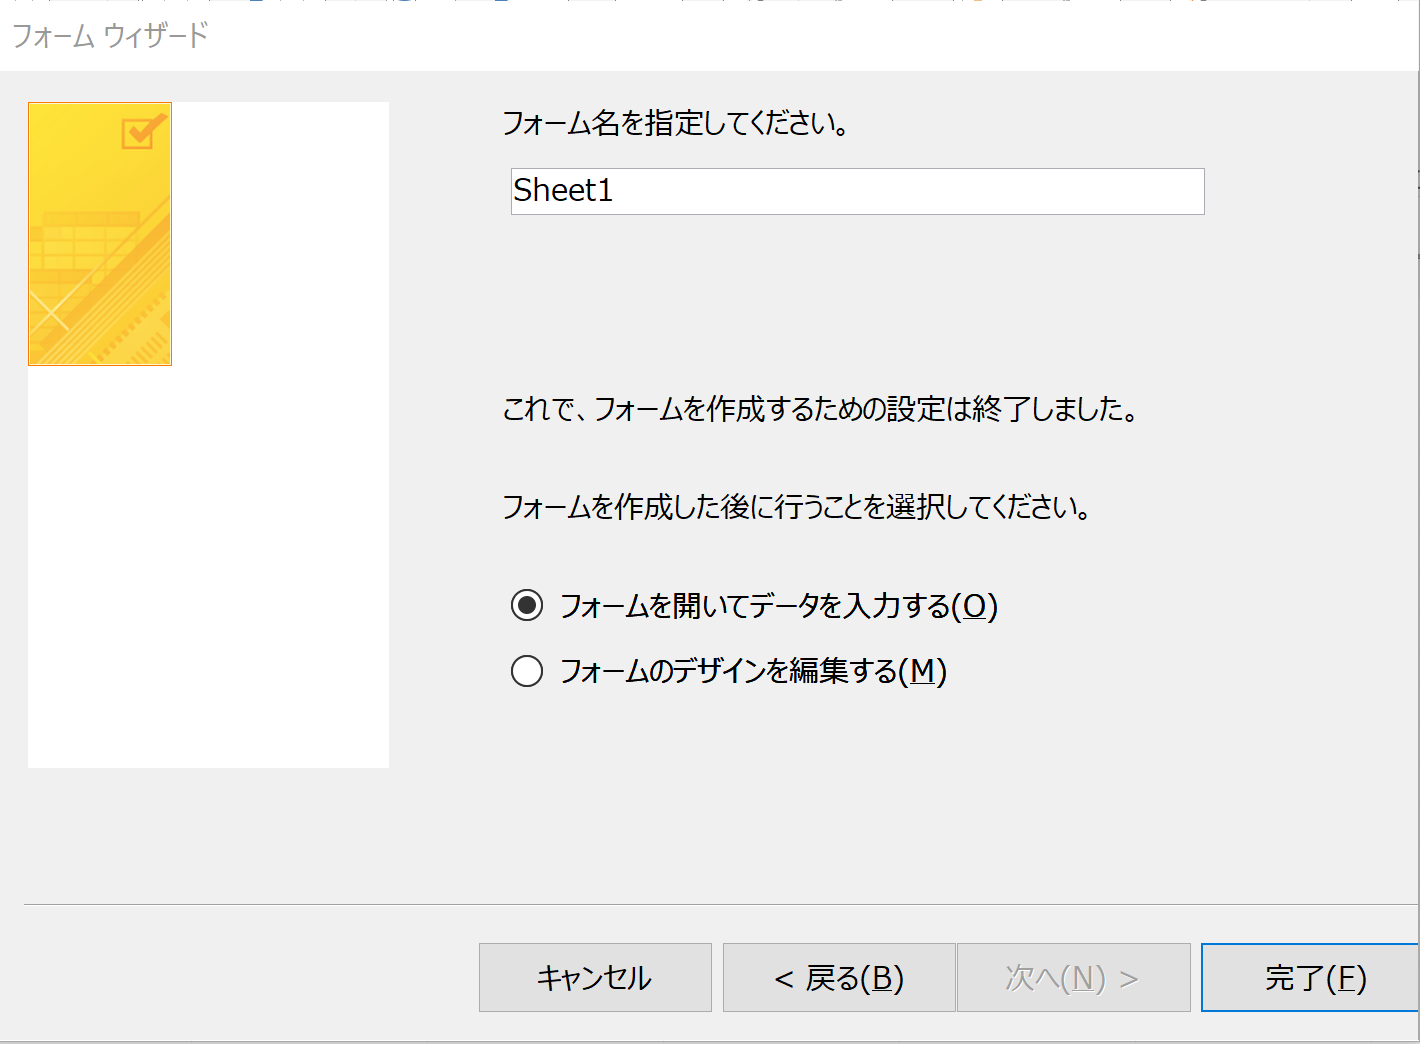 フォーム ウィザード
フォーム名を指定してください。
Sheet1
これで、フォームを作成するための設定は終了しました。
フォームを作成した後に行うことを選択してください。
フォームを開いてデータを入力する(O)
フォームのデザインを編集する(M)
キャンセル
< 戻る(B)
次へ(N) >
完了(F)